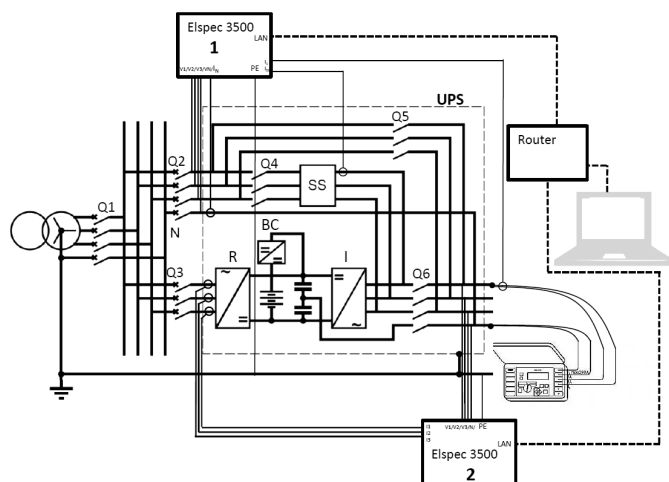 Elspec 3500
1
LAN
V1/V2/V3/VN/IN
PE
UPS
Q5
Router
Q2
Q4
SS
Q1
N
BC
R
I
Q3
Q6
I1
I2
I3
V1/V2/V3/N/
PE
LAN
Elspec 3500
2